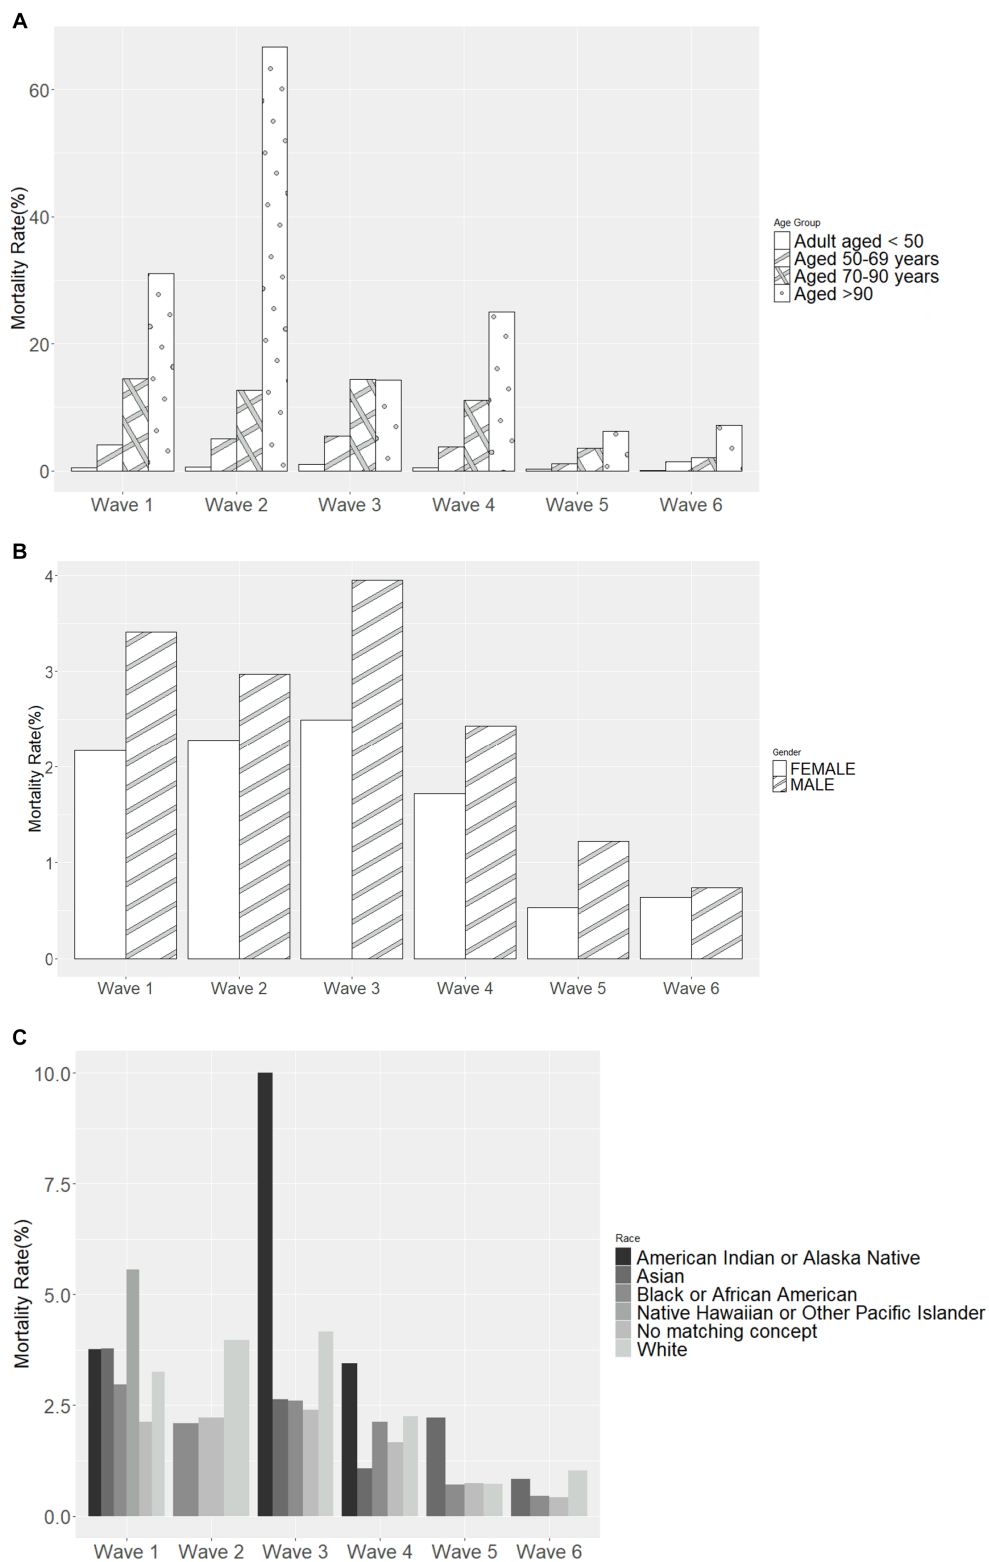 A
Mortality Rate(%)
60
40
20
0
Wave 1 Wave 2 Wave 3 Wave 4 Wave 5 Wave 6
Age Group
Adult aged < 50
Aged 50-69 years
Aged 70-90 years
Aged >90
B
Mortality Rate(%)
4
3
2
1
0
Wave 1 Wave 2 Wave 3 Wave 4 Wave 5 Wave 6
Gender
FEMALE
MALE
C
Mortality Rate(%)
10.0
7.5
5.0
2.5
0.0
Wave 1 Wave 2 Wave 3 Wave 4 Wave 5 Wave 6
Race
American Indian or Alaska Native
Asian
Black or African American
Native Hawaiian or Other Pacific Islander
No matching concept
White